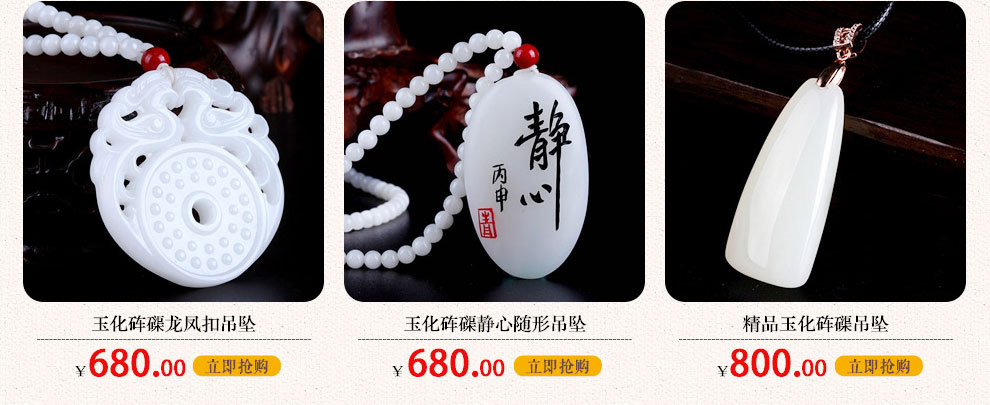 静心
丙申
玉化砗磲龙凤扣吊坠
玉化砗磲静心随形吊坠
精品玉化砗磲吊坠
¥680.00 立即抢购
¥680.00 立即抢购
¥800.00 立即抢购